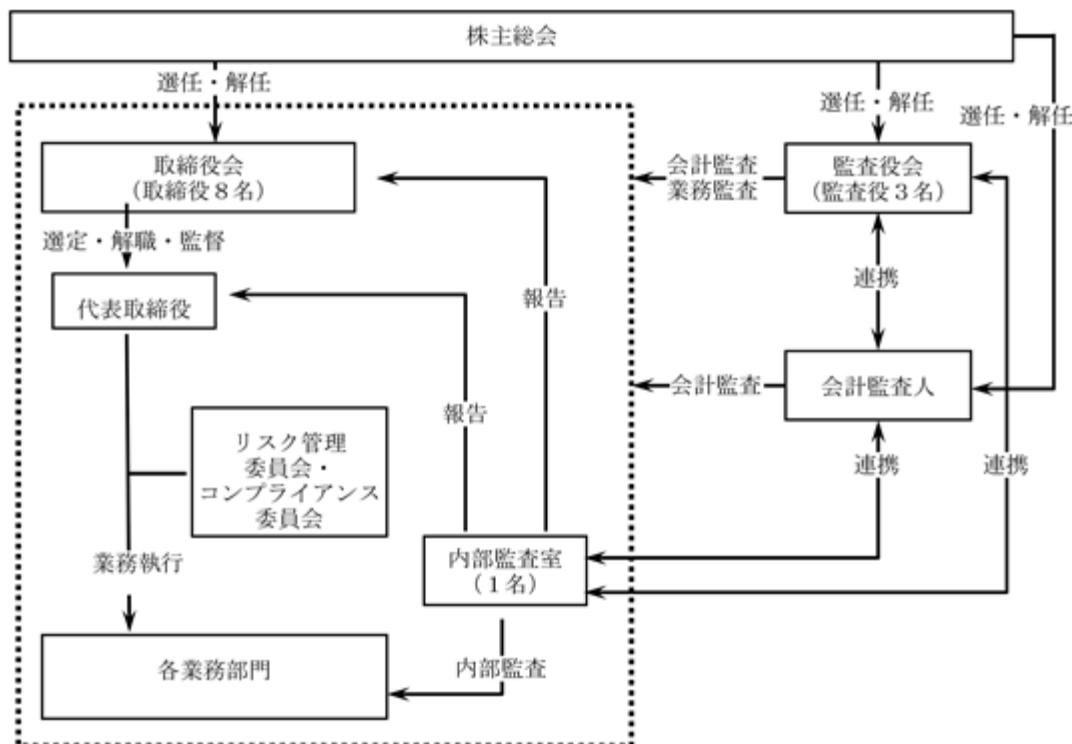 株主総会
選任・解任
選任・解任
選任・解任
取締役会
(取締役8名)
会計監査
業務監査
監査役会
(監査役3名)
選定・解職・監督
代表取締役
報告
連携
会計監査
会計監査人
報告
リスク管理
委員会・
コンプライアンス
委員会
連携
連携
業務執行
内部監査室
(1名)
各業務部門
内部監査